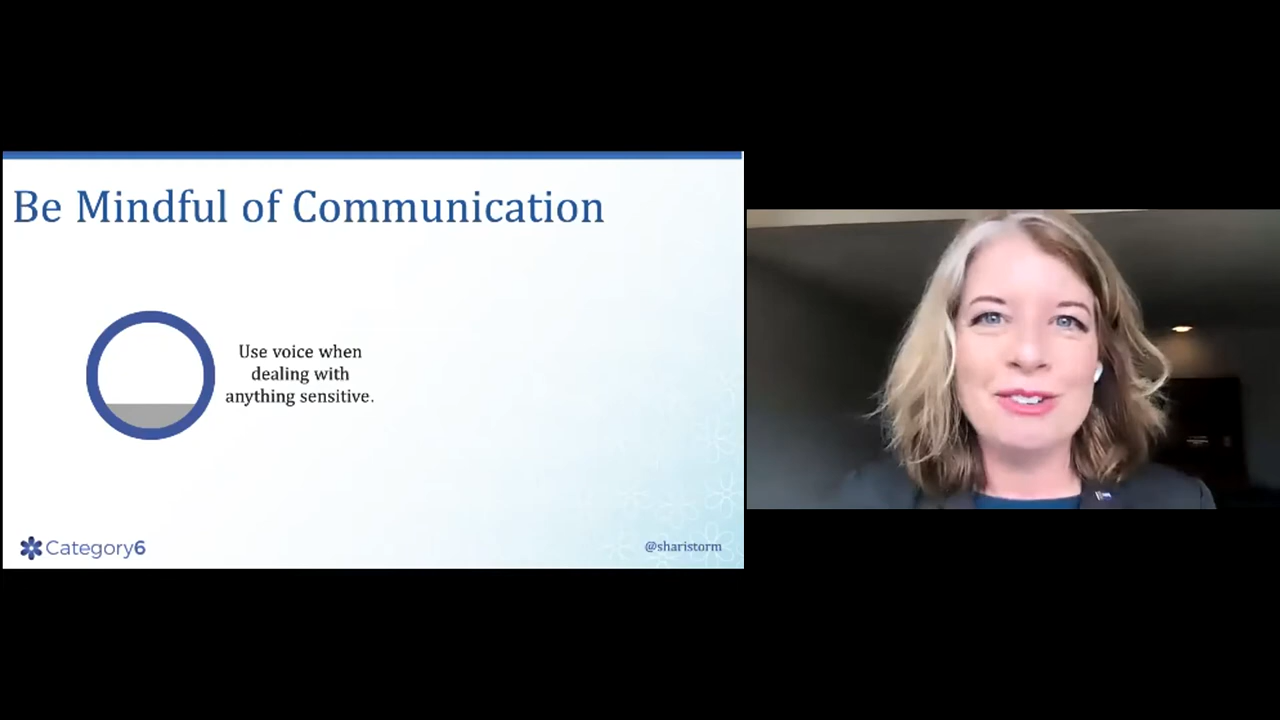 Be Mindful of Communication
Use voice when
dealing with
anything sensitive.
Category6
@sharistorm